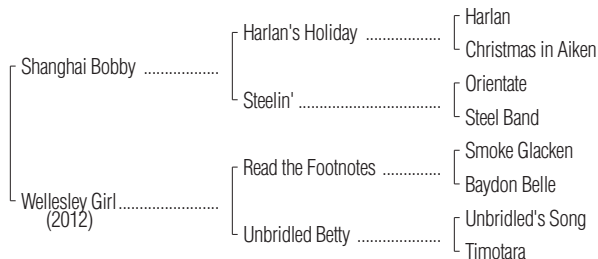 Harlan
Harlan's Holiday ..................
Christmas in Aiken
Shanghai Bobby ..................
Orientate
Steelin' ..................................
Steel Band
Smoke Glacken
Read the Footnotes ..............
Baydon Belle
Wellesley Girl ........................
(2012)
Unbridled's Song
Unbridled Betty ....................
Timotara